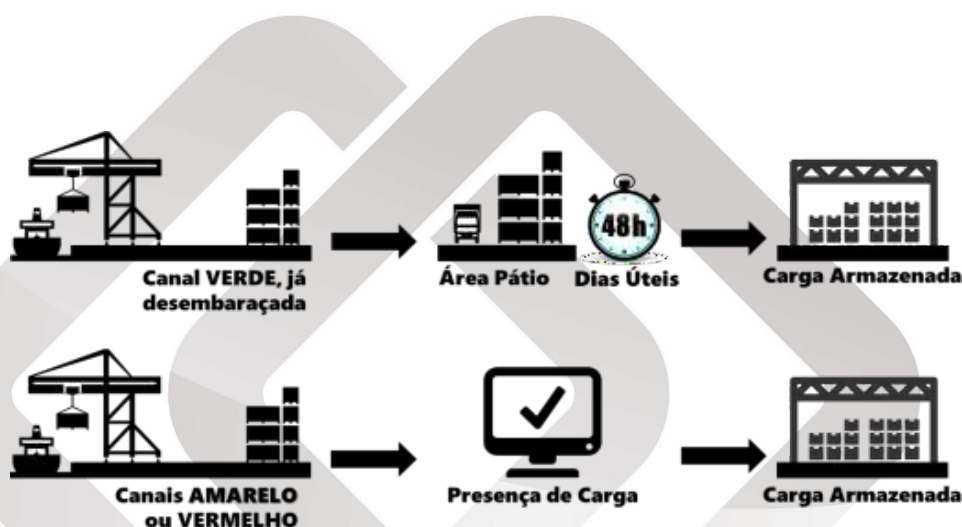 Canal VERDE, já
desembaraçada
Área Pátio
48h
Dias Úteis
Carga Armazenada
Canais AMARELO
ou VERMELHO
Presença de Carga
Carga Armazenada